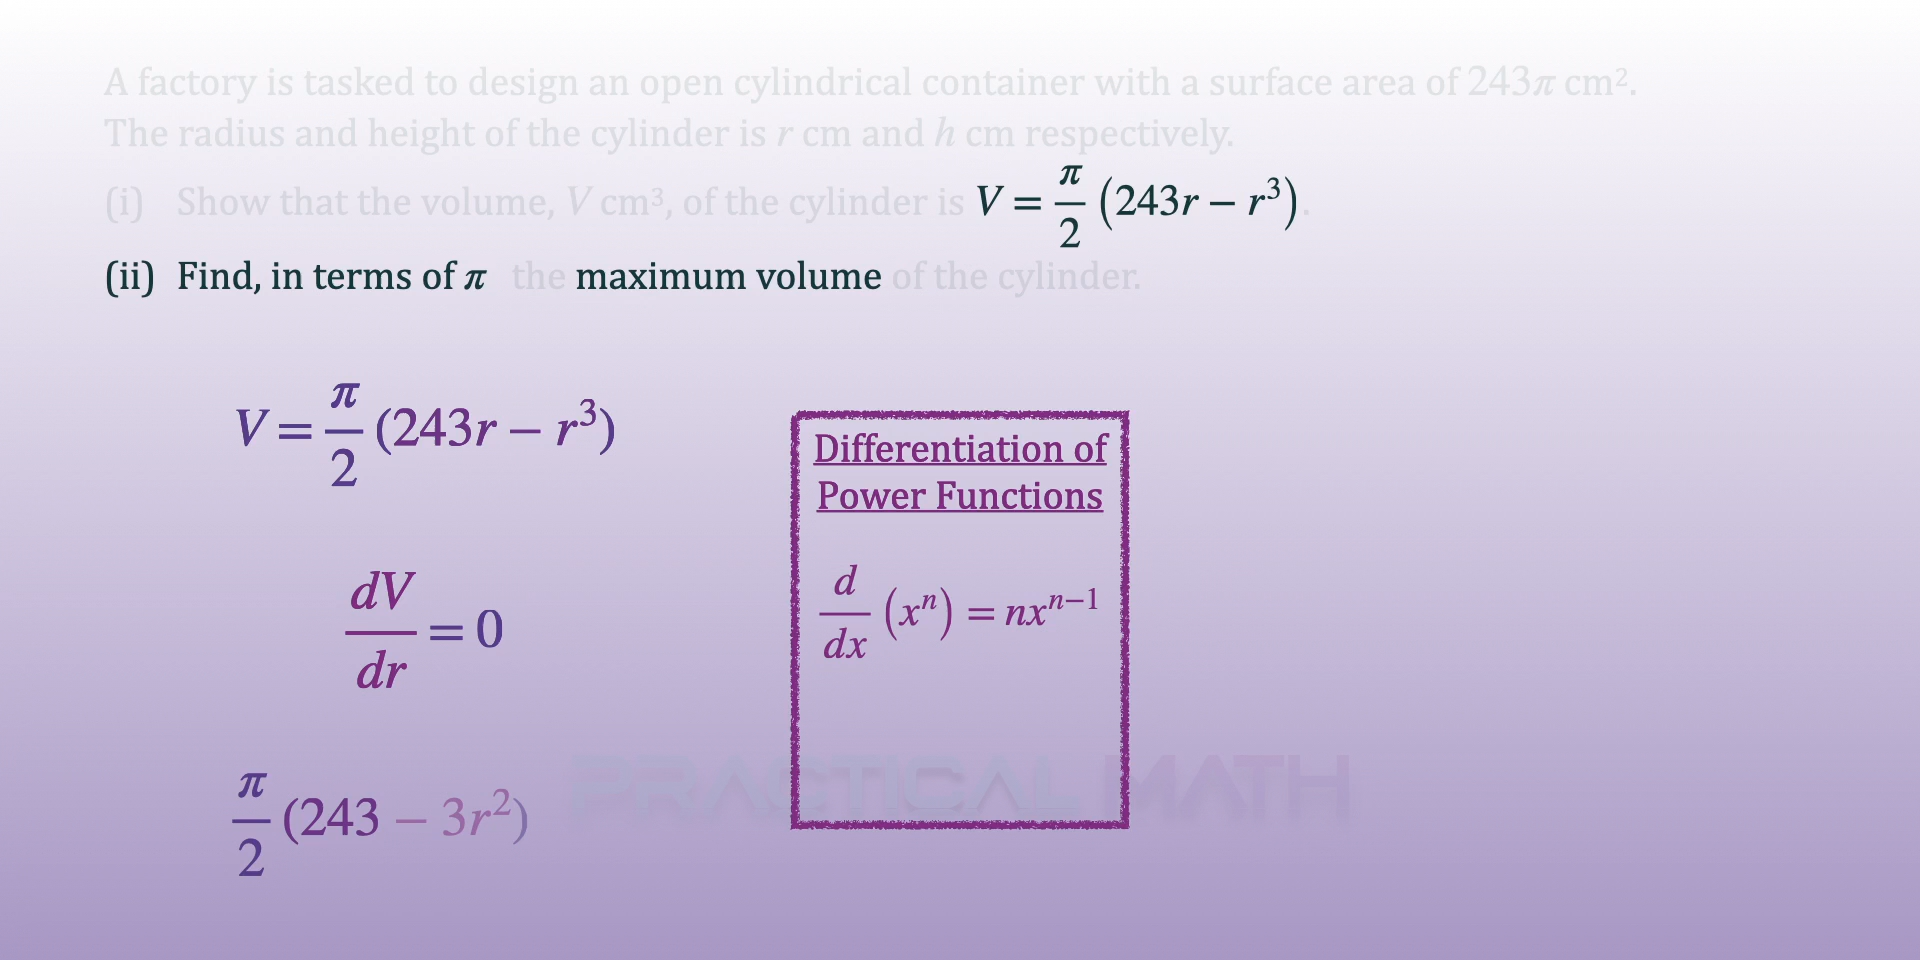 A factory is tasked to design an open cylindrical container with a surface area of 243π cm².
The radius and height of the cylinder is r cm and h cm respectively.
(i) Show that the volume, V cm³, of the cylinder is V = π/2 (243r − r³).
(ii) Find, in terms of π the maximum volume of the cylinder.
V = π/2 (243r − r³)
dV/dr = 0
π/2 (243 − 3r²)
Differentiation of
Power Functions
d/dx (xⁿ) = nxⁿ⁻¹
PRACTICAL MATH